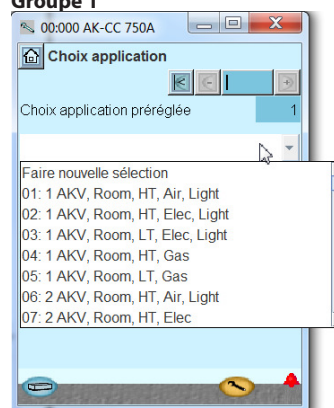 Groupe 1
00:000 AK-CC 750A
Choix application
Choix application préréglée 1
Faire nouvelle sélection
01: 1 AKV, Room, HT, Air, Light
02: 1 AKV, Room, HT, Elec, Light
03: 1 AKV, Room, LT, Elec, Light
04: 1 AKV, Room, HT, Gas
05: 1 AKV, Room, LT, Gas
06: 2 AKV, Room, HT, Air, Light
07: 2 AKV, Room, HT, Elec